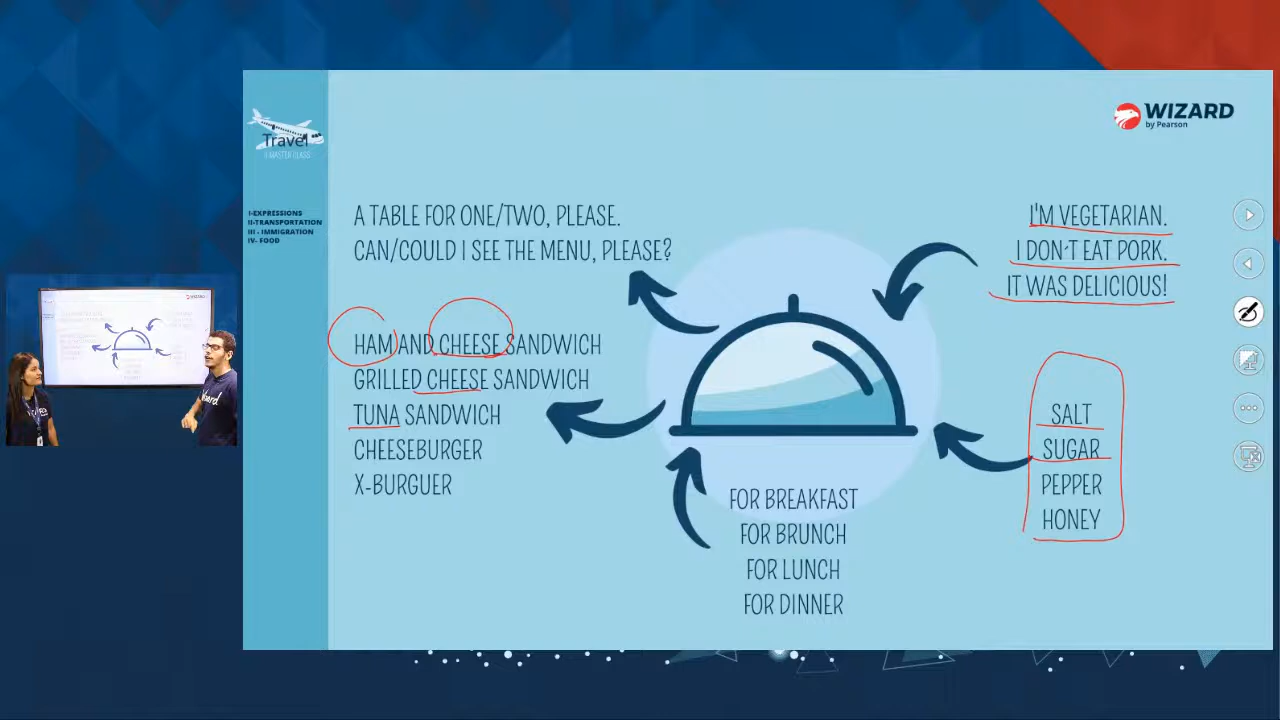 WIZARD
by Pearson
Travel
MASTER CLASS
I-EXPRESSIONS
II-TRANSPORTATION
III - IMMIGRATION
IV- FOOD
A TABLE FOR ONE/TWO, PLEASE.
CAN/COULD I SEE THE MENU, PLEASE?
I'M VEGETARIAN.
I DON'T EAT PORK.
IT WAS DELICIOUS!
HAM AND CHEESE SANDWICH
GRILLED CHEESE SANDWICH
TUNA SANDWICH
CHEESEBURGER
X-BURGUER
SALT
SUGAR
PEPPER
HONEY
FOR BREAKFAST
FOR BRUNCH
FOR LUNCH
FOR DINNER